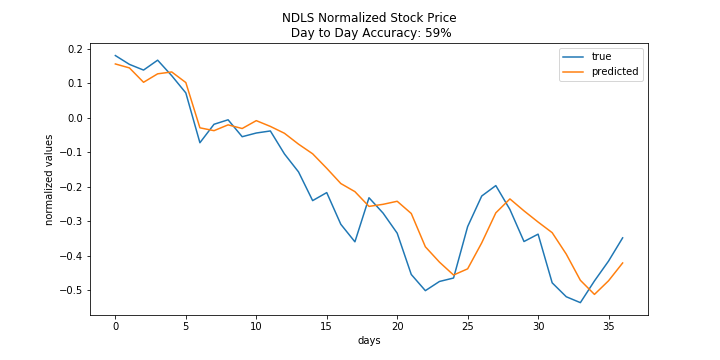 NDLS Normalized Stock Price
Day to Day Accuracy: 59%
true
predicted
normalized values
0.2
0.1
0.0
−0.1
−0.2
−0.3
−0.4
−0.5
0 5 10 15 20 25 30 35
days